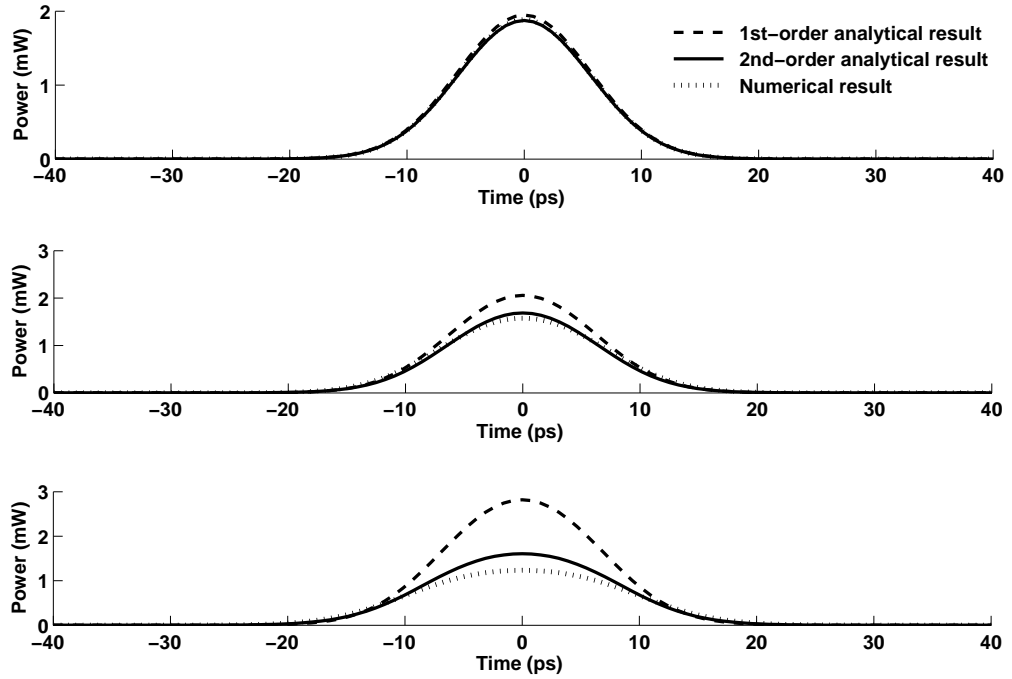 2
1
0
Power (mW)
1st−order analytical result
2nd−order analytical result
Numerical result
−40 −30 −20 −10 0 10 20 30 40
Time (ps)
3
2
1
0
Power (mW)
−40 −30 −20 −10 0 10 20 30 40
Time (ps)
3
2
1
0
Power (mW)
−40 −30 −20 −10 0 10 20 30 40
Time (ps)